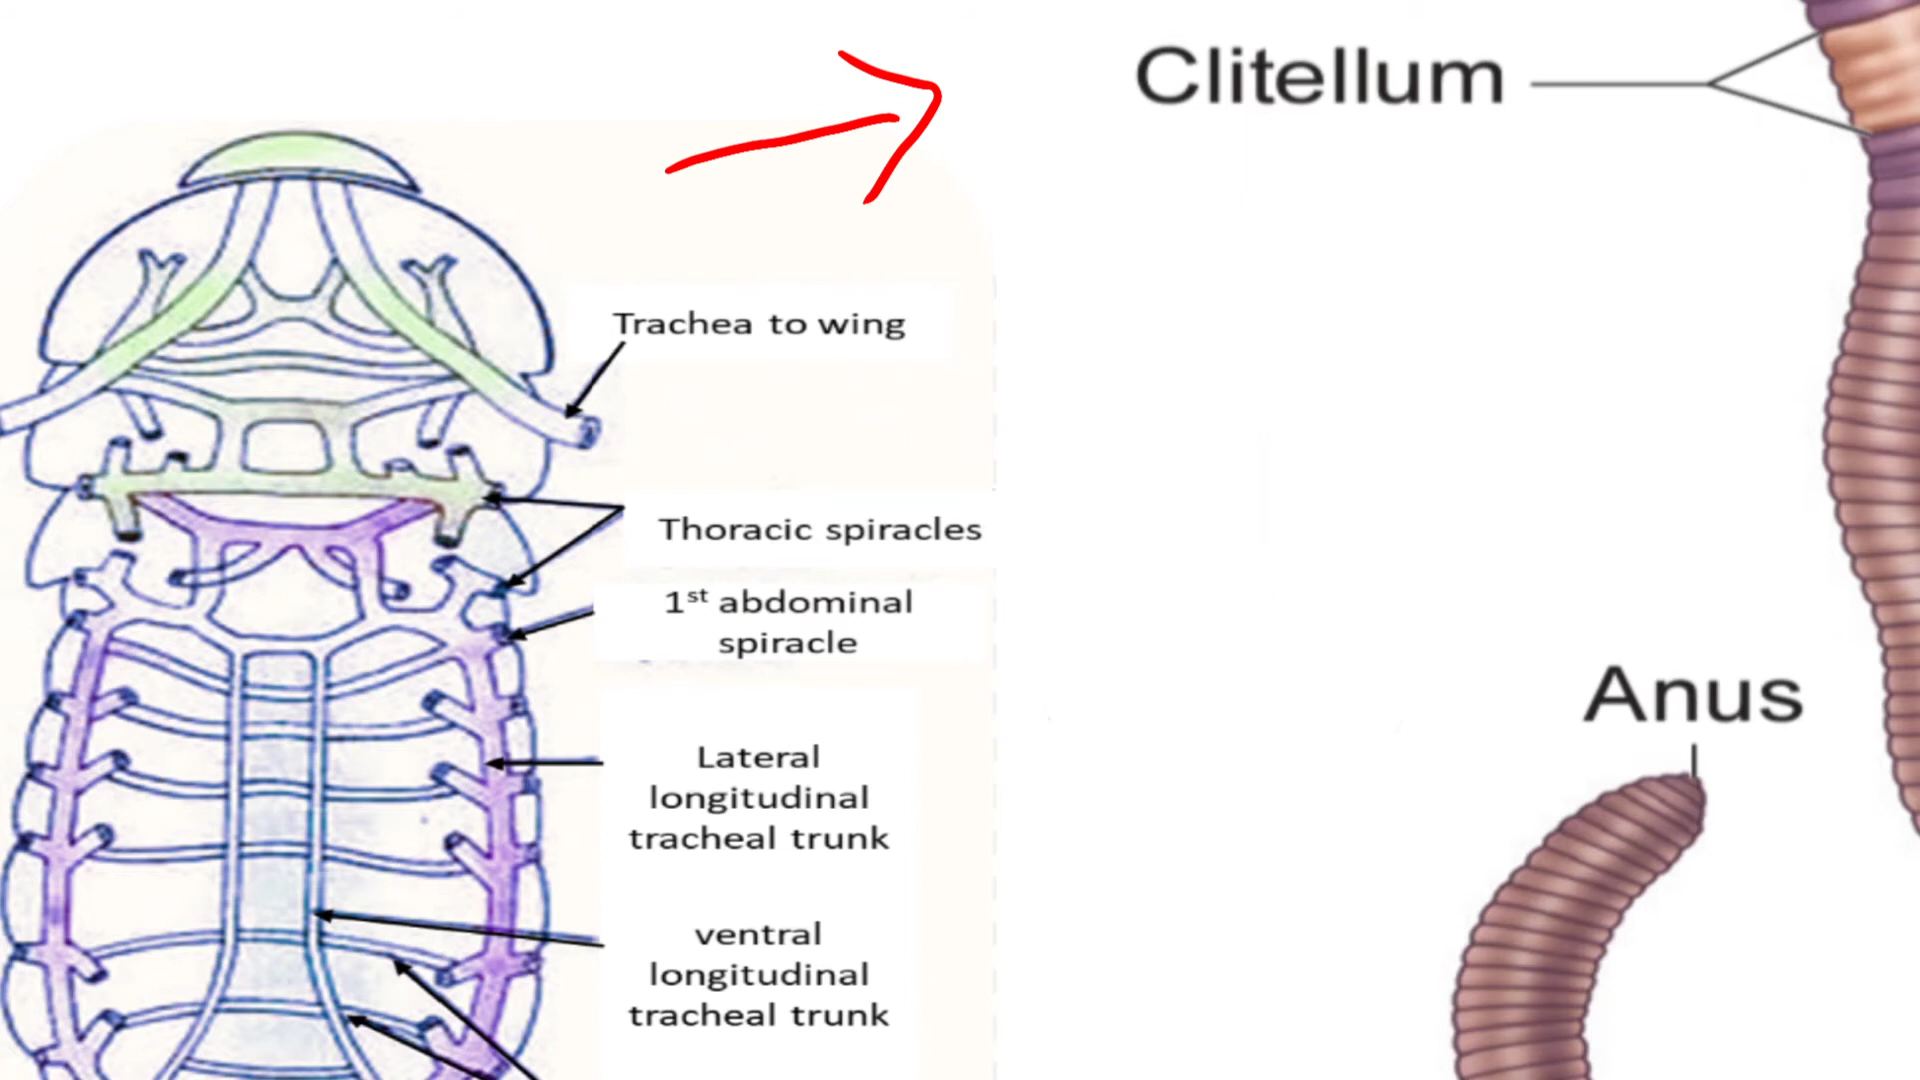 Clitellum
Trachea to wing
Thoracic spiracles
1st abdominal
spiracle
Lateral
longitudinal
tracheal trunk
ventral
longitudinal
tracheal trunk
Anus